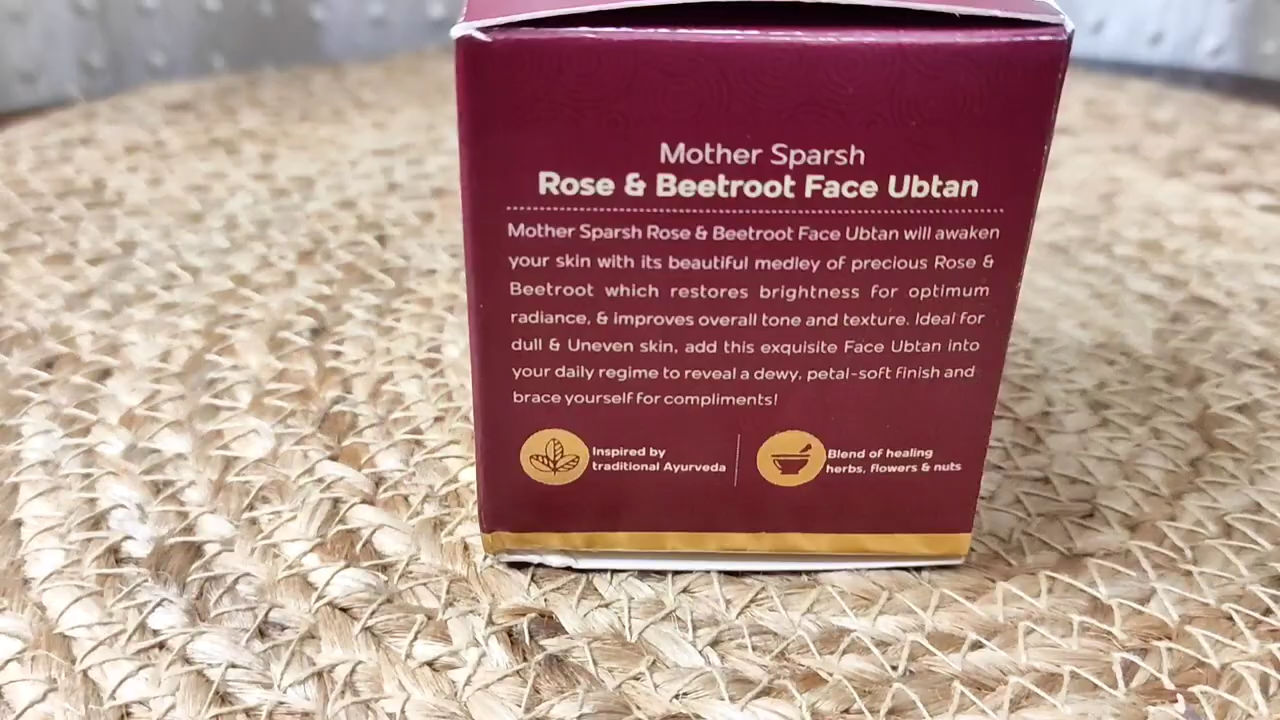 Mother Sparsh
Rose & Beetroot Face Ubtan
Mother Sparsh Rose & Beetroot Face Ubtan will awaken
your skin with its beautiful medley of precious Rose &
Beetroot which restores brightness for optimum
radiance, & improves overall tone and texture. Ideal for
dull & Uneven skin, add this exquisite Face Ubtan into
your daily regime to reveal a dewy, petal-soft finish and
brace yourself for compliments!
Inspired by
traditional Ayurveda
Blend of healing
herbs, flowers & nuts